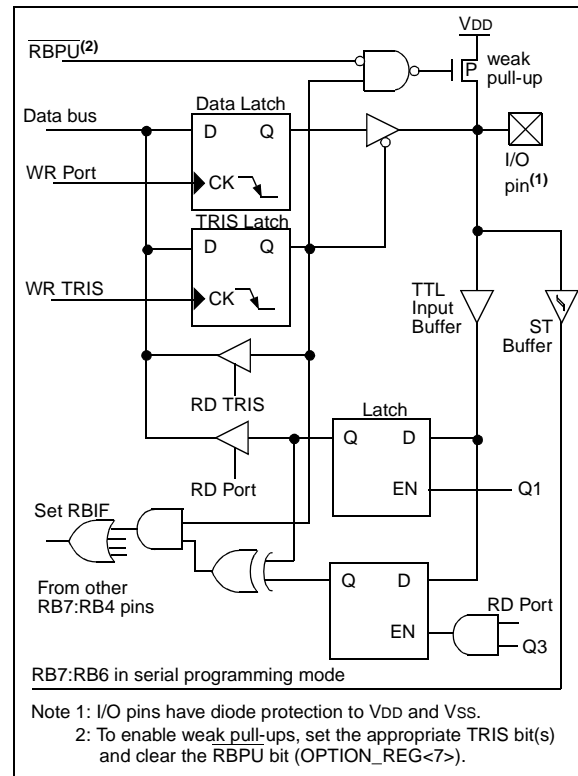 VDD
RBPU(2)
P
weak
pull-up
Data Latch
Data bus
D Q
I/O
pin(1)
WR Port
CK
TRIS Latch
D Q
WR TRIS
CK
TTL
Input
Buffer
ST
Buffer
RD TRIS
Latch
Q D
RD Port
EN
Q1
Set RBIF
From other
RB7:RB4 pins
Q D
RD Port
EN
Q3
RB7:RB6 in serial programming mode
Note 1: I/O pins have diode protection to VDD and VSS.
2: To enable weak pull-ups, set the appropriate TRIS bit(s)
and clear the RBPU bit (OPTION_REG<7>).